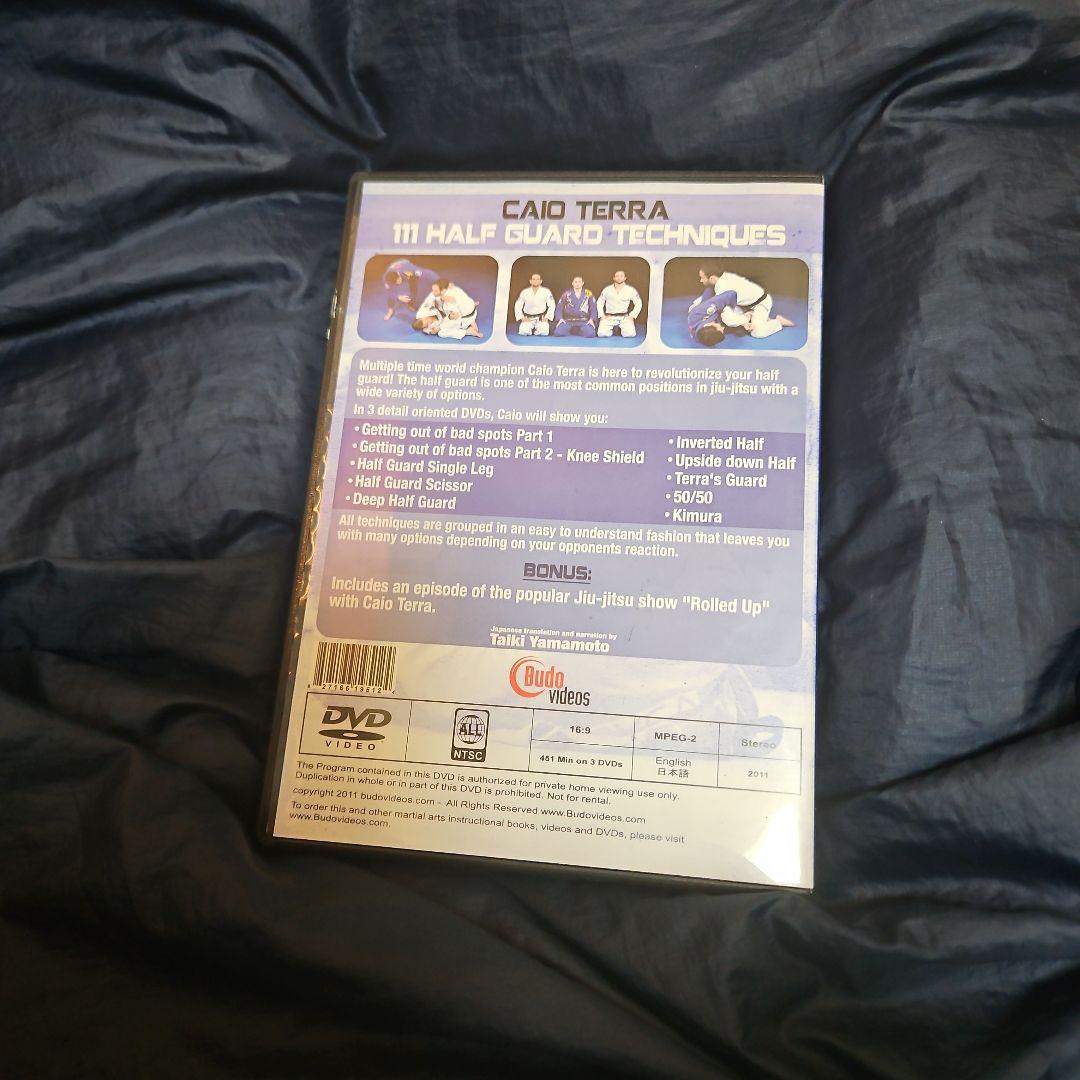 CAIO TERRA
111 HALF GUARD TECHNIQUES
Multiple time world champion Caio Terra is here to revolutionize your half
guard! The half guard is one of the most common positions in jiu-jitsu with a
wide variety of options.
In 3 detail oriented DVDs, Caio will show you:
• Getting out of bad spots Part 1
• Getting out of bad spots Part 2 - Knee Shield
• Half Guard Single Leg
• Half Guard Scissor
• Deep Half Guard
• Inverted Half
• Upside down Half
• Terra's Guard
• 50/50
• Kimura
All techniques are grouped in an easy to understand fashion that leaves you
with many options depending on your opponents reaction.
BONUS:
Includes an episode of the popular Jiu-jitsu show "Rolled Up"
with Caio Terra.
Japanese translation and narration by
Taiki Yamamoto
Budo
videos
DVD
VIDEO
ALL
NTSC
16:9
451 Min on 3 DVDs
MPEG-2
English
日本語
Stereo
2011
The Program contained in this DVD is authorized for private home viewing use only.
Duplication in whole or in part of this DVD is prohibited. Not for rental.
copyright 2011 budovideos.com - All Rights Reserved www.Budovideos.com
To order this and other martial arts instructional books, videos and DVDs, please visit
www.Budovideos.com.